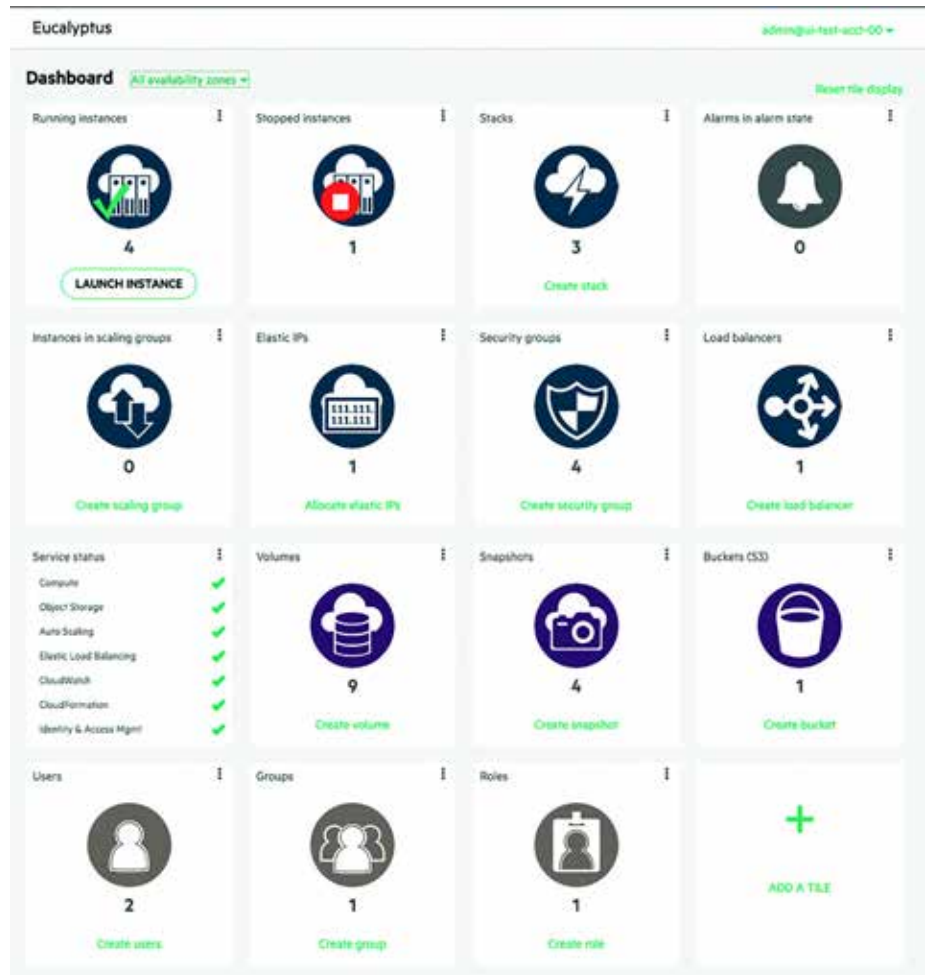 Eucalyptus
admin@ui-test-acct-00
Dashboard All availability zones
Reset tile display
Running instances
4
LAUNCH INSTANCE
Stopped instances
1
Stacks
3
Create stack
Alarms in alarm state
0
Instances in scaling groups
0
Create scaling group
Elastic IPs
111.111.
111.111
1
Allocate elastic IPs
Security groups
4
Create security group
Load balancers
1
Create load balancer
Service status
Compute
Object Storage
Auto Scaling
Elastic Load Balancing
CloudWatch
CloudFormation
Identity & Access Mgmt
Volumes
9
Create volume
Snapshots
4
Create snapshot
Buckets (S3)
1
Create bucket
Users
2
Create users
Groups
1
Create group
Roles
1
Create role
ADD A TILE